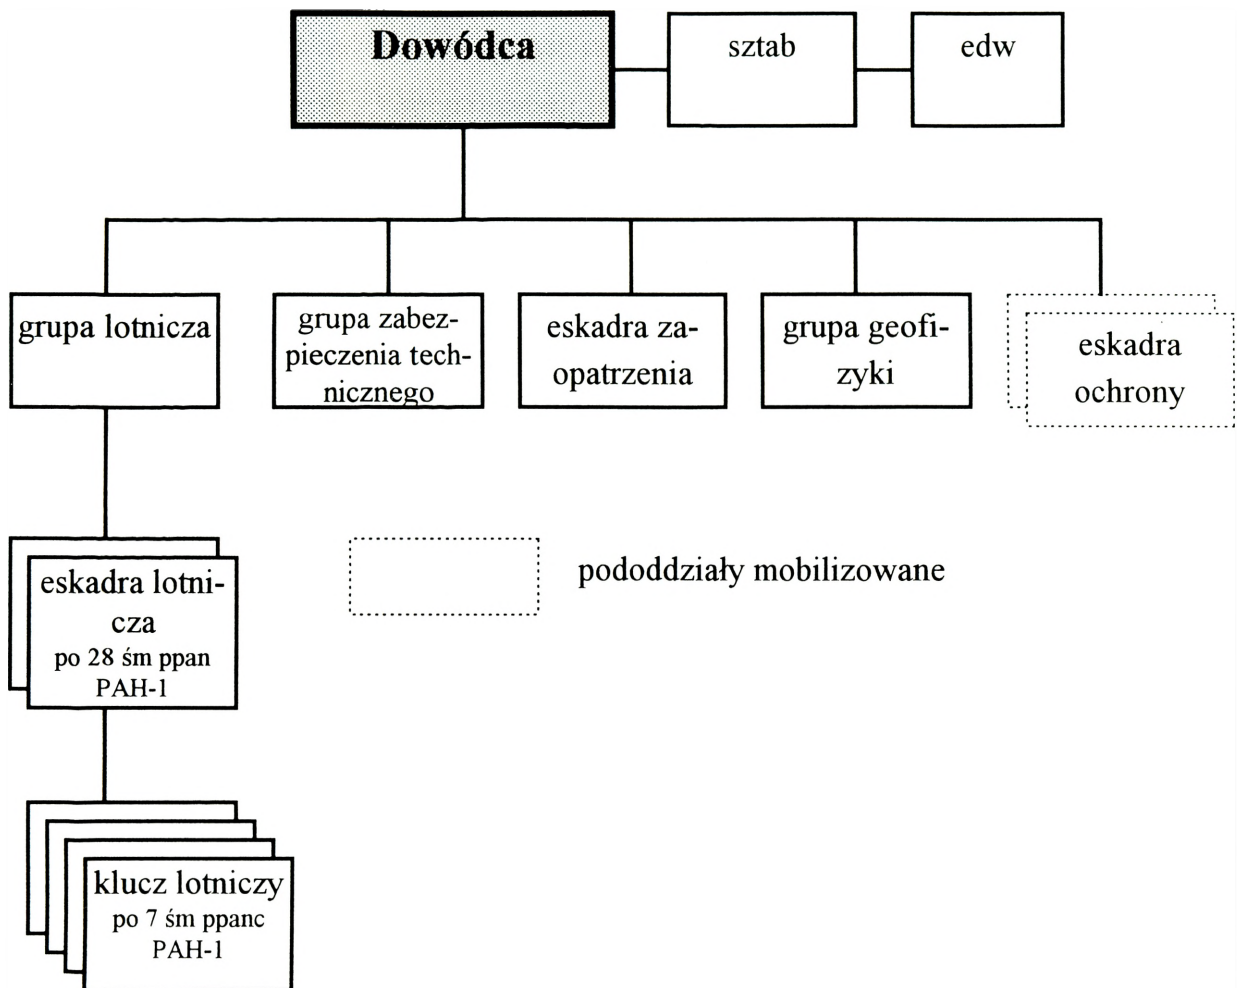 Dowódca
sztab
edw
grupa lotnicza
grupa zabez-
pieczenia tech-
nicznego
eskadra za-
opatrzenia
grupa geofi-
zyki
eskadra
ochrony
eskadra lotni-
cza
po 28 śm ppan
PAH-1
pododdziały mobilizowane
klucz lotniczy
po 7 śm ppanc
PAH-1